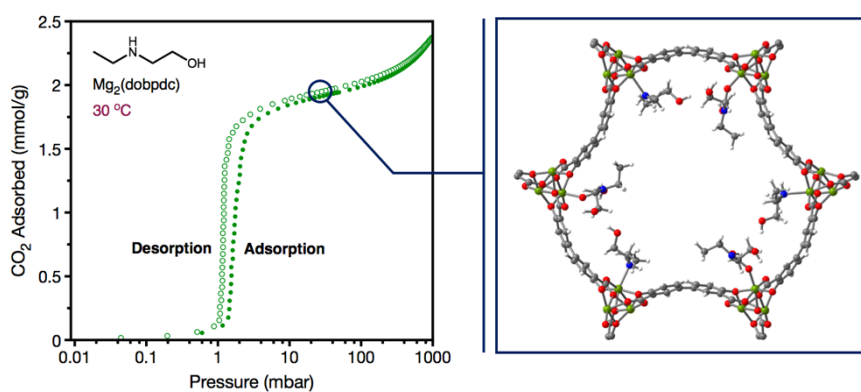 2.5
2
1.5
1
0.5
0
CO2 Adsorbed (mmol/g)
H
N
OH
Mg2(dobpdc)
30 ºC
Desorption
Adsorption
0.01 0.1 1 10 100 1000
Pressure (mbar)